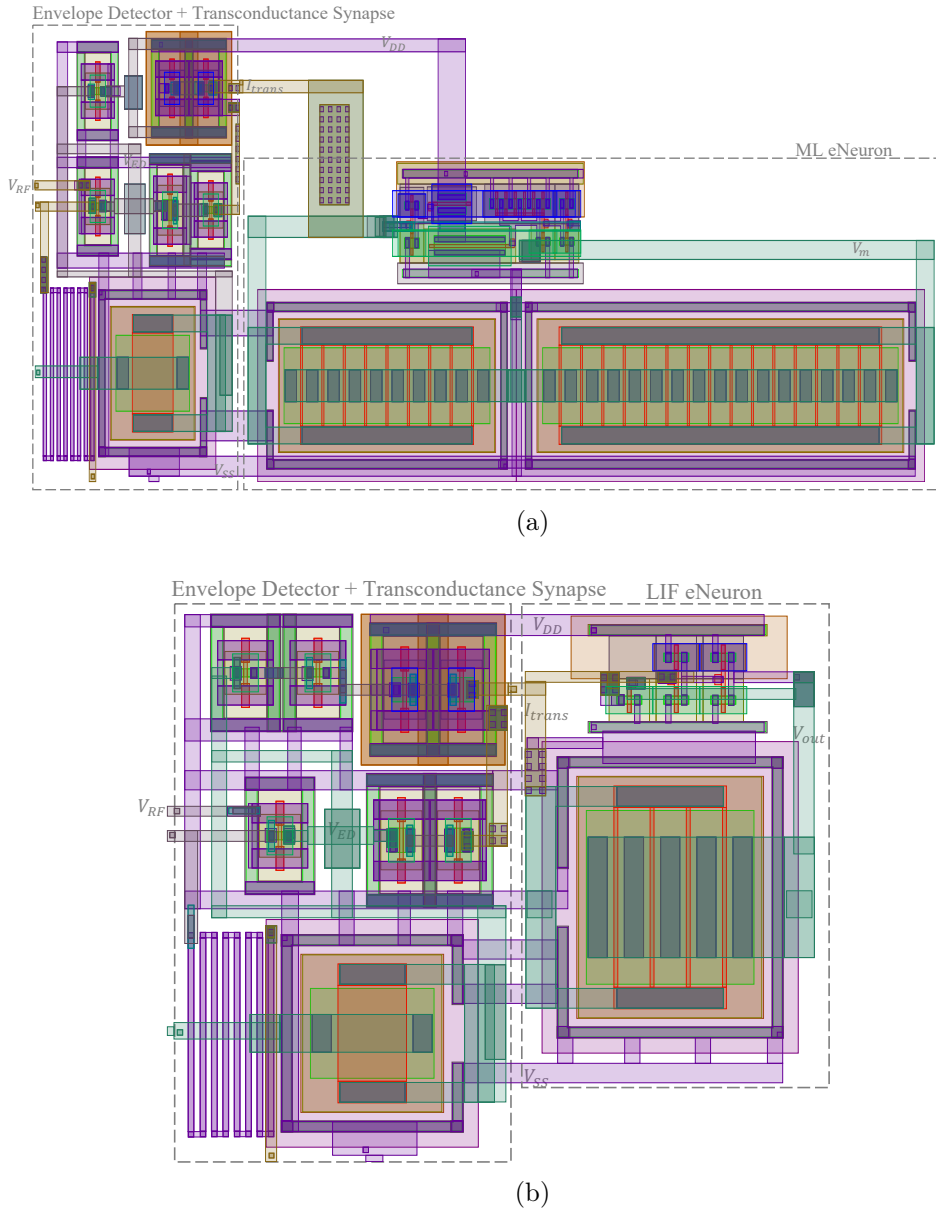 Envelope Detector + Transconductance Synapse
V_DD
I_trans
ML eNeuron
V_ED
V_RF
V_m
V_SS
(a)
Envelope Detector + Transconductance Synapse
LIF eNeuron
V_DD
I_trans
V_out
V_RF
V_ED
V_SS
(b)